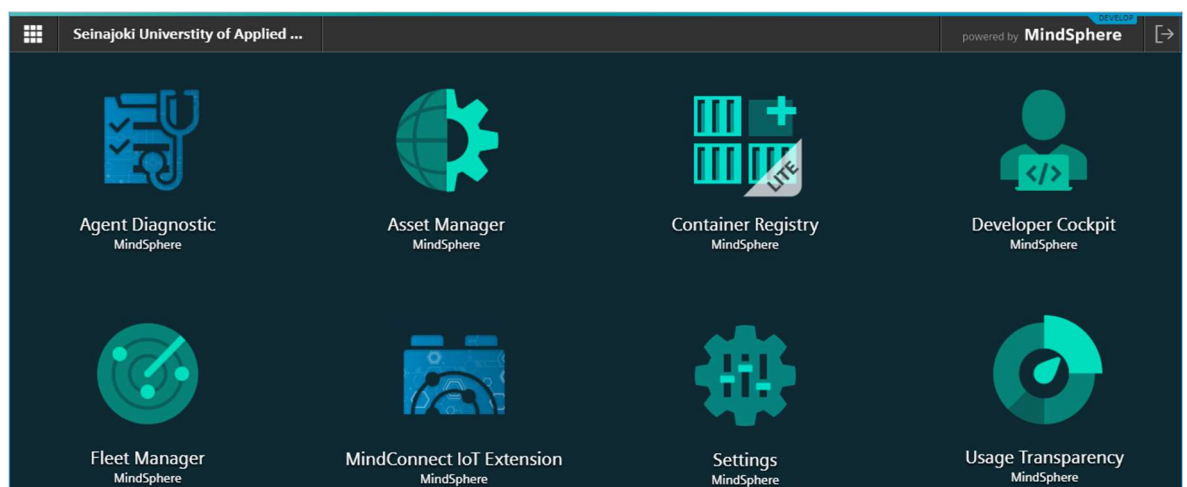 DEVELOP
Seinajoki Universtity of Applied ...
powered by MindSphere
LITE
</>
Agent Diagnostic
MindSphere
Asset Manager
MindSphere
Container Registry
MindSphere
Developer Cockpit
MindSphere
Fleet Manager
MindSphere
MindConnect IoT Extension
MindSphere
Settings
MindSphere
Usage Transparency
MindSphere